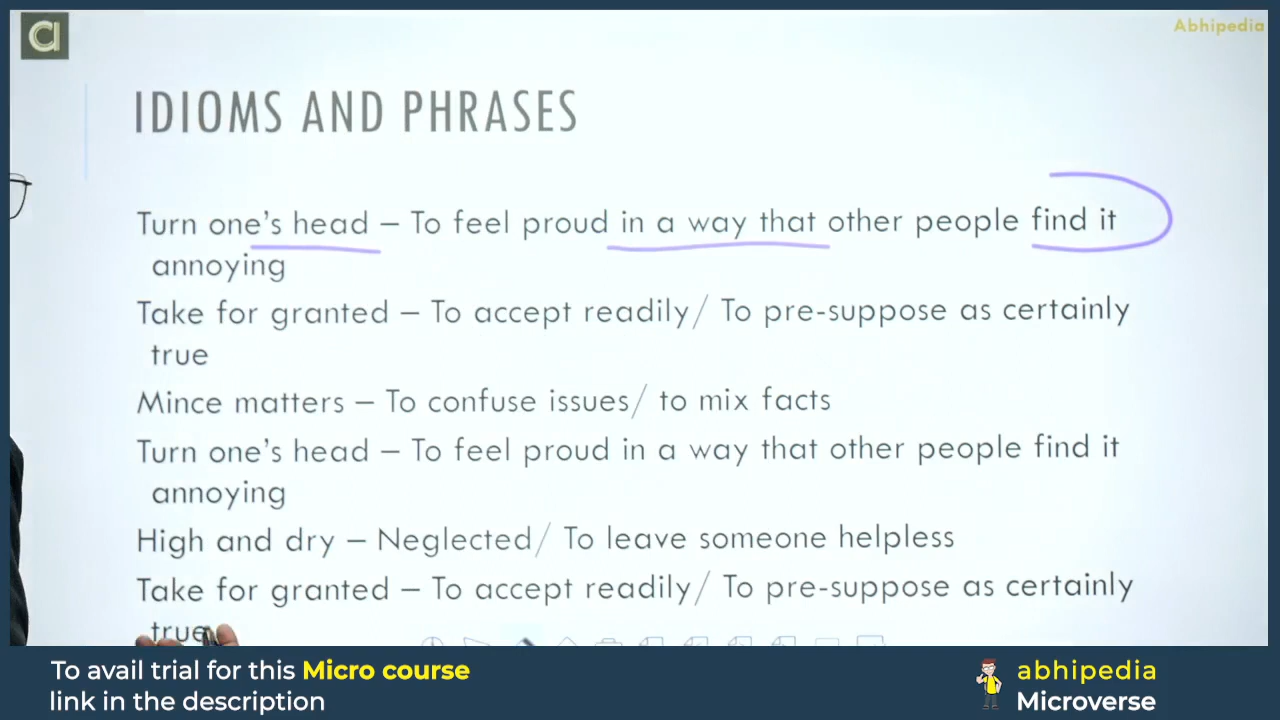 Abhipedia
IDIOMS AND PHRASES
Turn one's head – To feel proud in a way that other people find it
annoying
Take for granted – To accept readily/ To pre-suppose as certainly
true
Mince matters – To confuse issues/ to mix facts
Turn one's head – To feel proud in a way that other people find it
annoying
High and dry – Neglected/ To leave someone helpless
Take for granted – To accept readily/ To pre-suppose as certainly
true
To avail trial for this Micro course
link in the description
abhipedia
Microverse